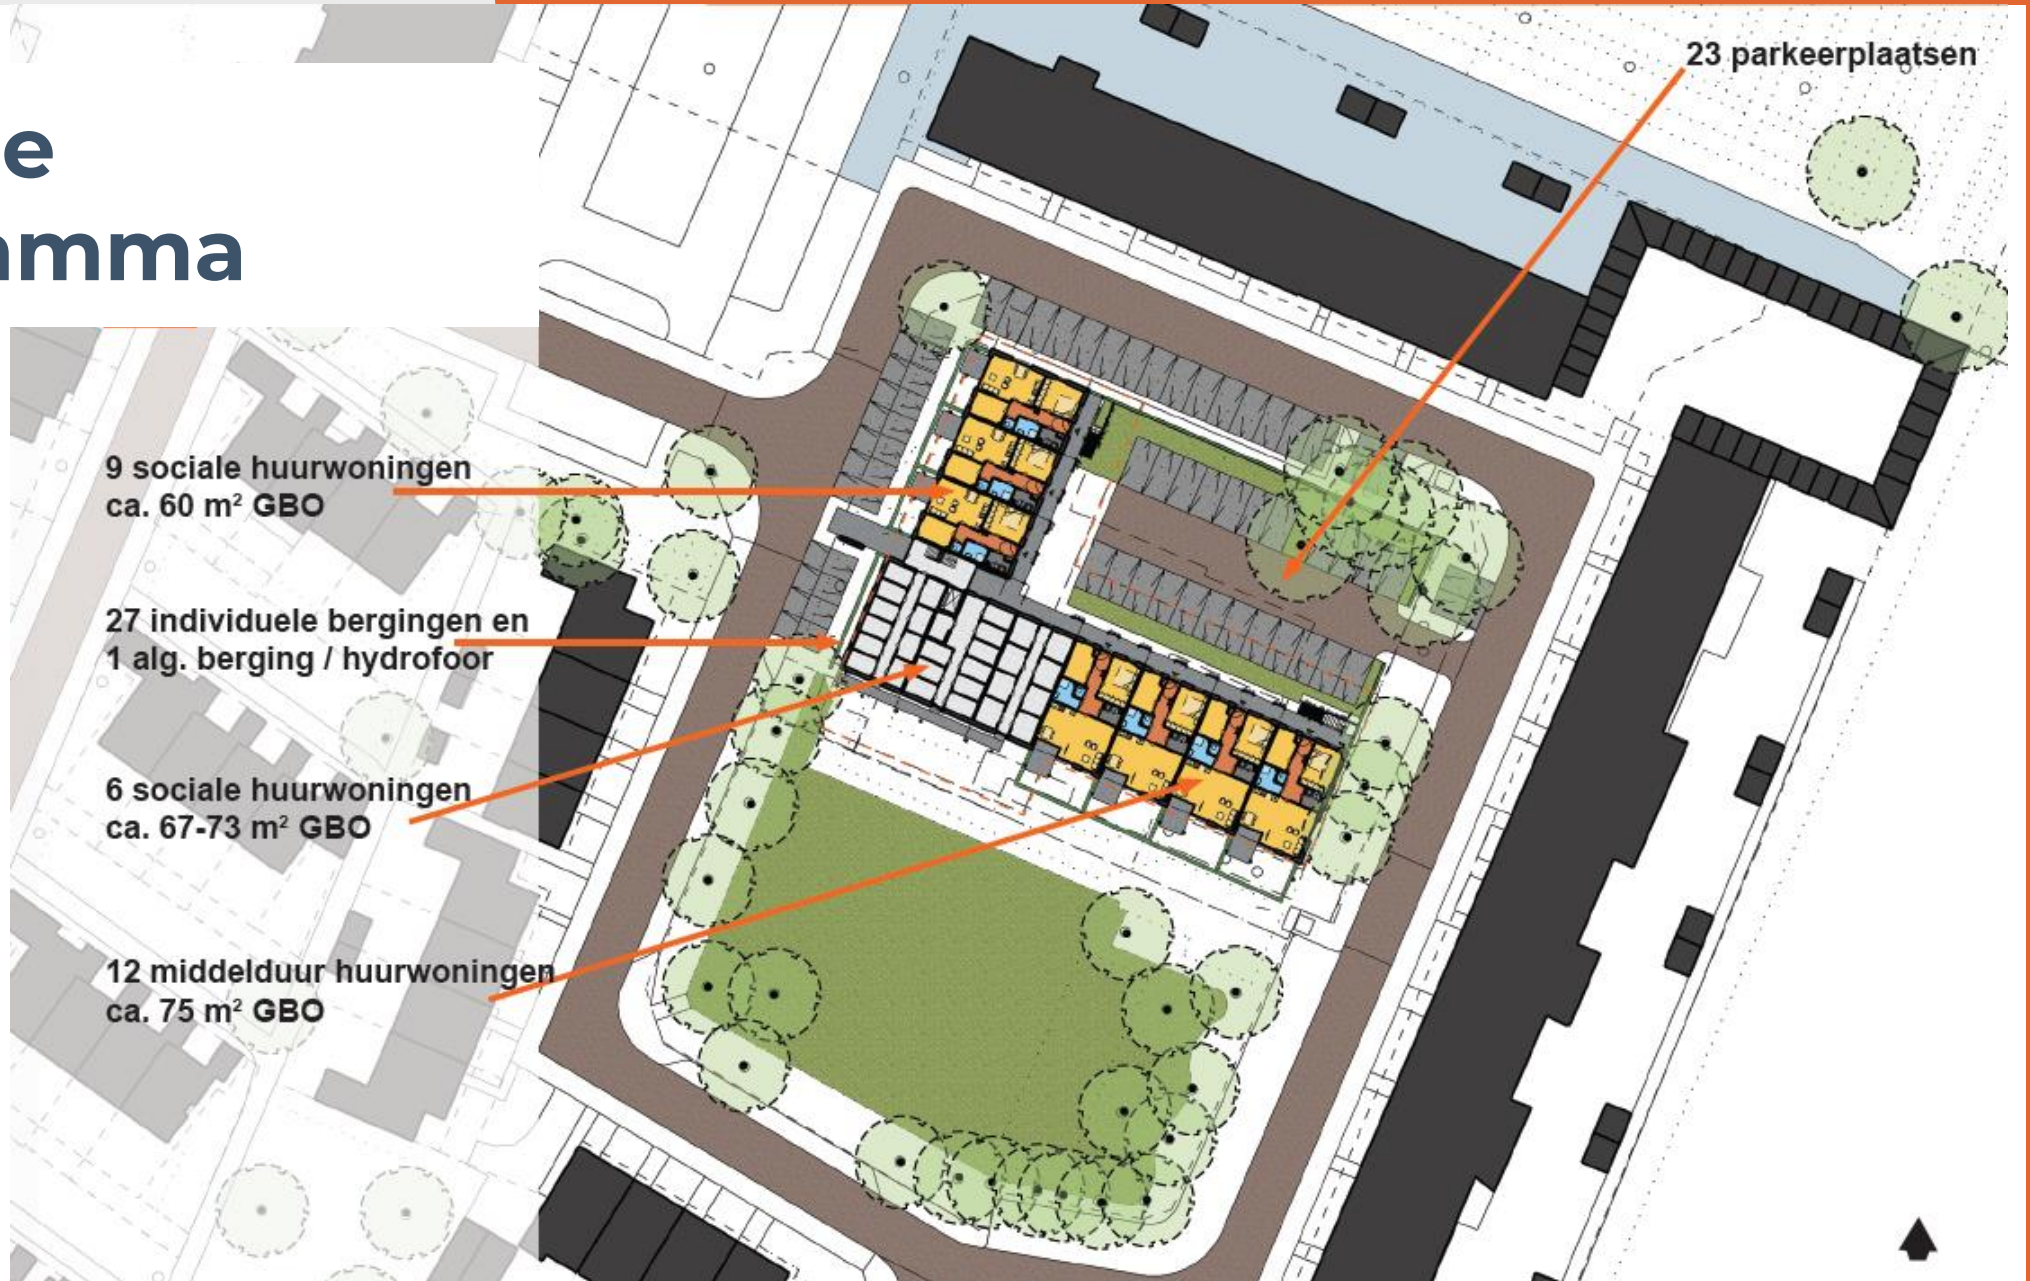 e
amma
23 parkeerplaatsen
9 sociale huurwoningen
ca. 60 m² GBO
27 individuele bergingen en
1 alg. berging / hydrofoor
6 sociale huurwoningen
ca. 67-73 m² GBO
12 middelduur huurwoningen
ca. 75 m² GBO